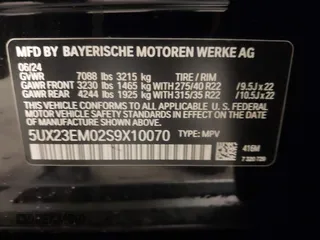 MFD BY BAYERISCHE MOTOREN WERKE AG
06/24
GVWR 7088 lbs 3215 kg TIRE / RIM
GAWR FRONT 3230 lbs 1465 kg 275/40 R22 / 9.5J x 22
GAWR REAR 4244 lbs 1925 kg 315/35 R22 / 10.5J x 22
THIS VEHICLE CONFORMS TO ALL APPLICABLE
U.S. FEDERAL MOTOR VEHICLE SAFETY STANDARDS
IN EFFECT ON THE DATE OF MANUFACTURE SHOWN ABOVE.
5UX23EM02S9X10070 TYPE: MPV
416M